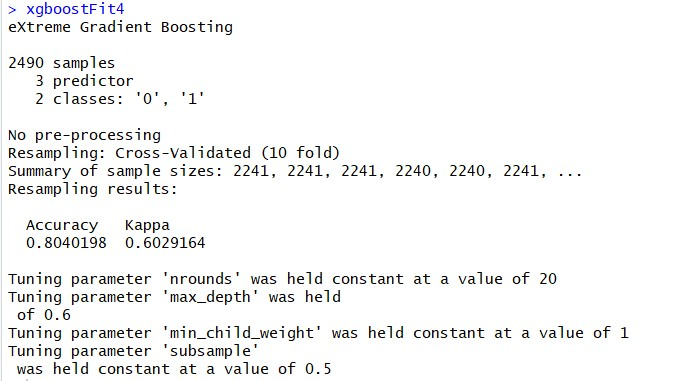 > xgboostFit4
eXtreme Gradient Boosting

2490 samples
   3 predictor
   2 classes: '0', '1'

No pre-processing
Resampling: Cross-Validated (10 fold)
Summary of sample sizes: 2241, 2241, 2241, 2240, 2240, 2241, ...
Resampling results:

  Accuracy   Kappa
  0.8040198  0.6029164

Tuning parameter 'nrounds' was held constant at a value of 20
Tuning parameter 'max_depth' was held
 of 0.6
Tuning parameter 'min_child_weight' was held constant at a value of 1
Tuning parameter 'subsample'
 was held constant at a value of 0.5